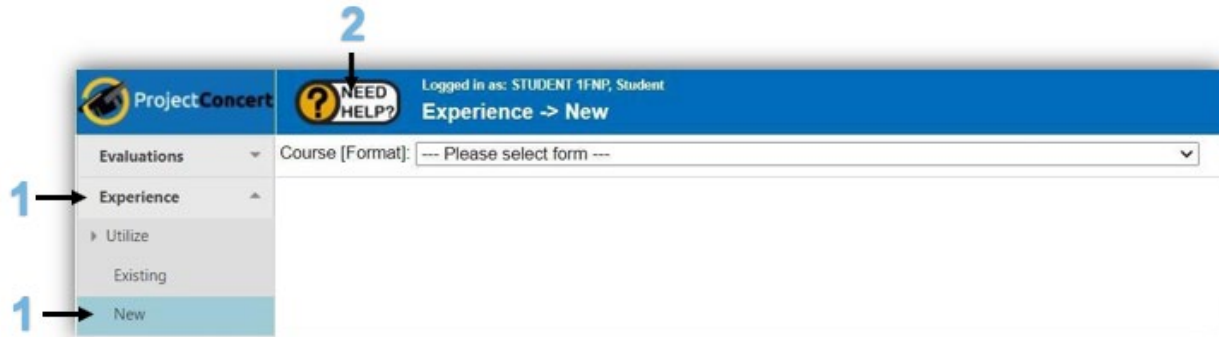 2
ProjectConcert
NEED
HELP?
Logged in as: STUDENT 1FNP, Student
Experience -> New
Evaluations
Course [Format]: --- Please select form ---
1
Experience
Utilize
Existing
1
New